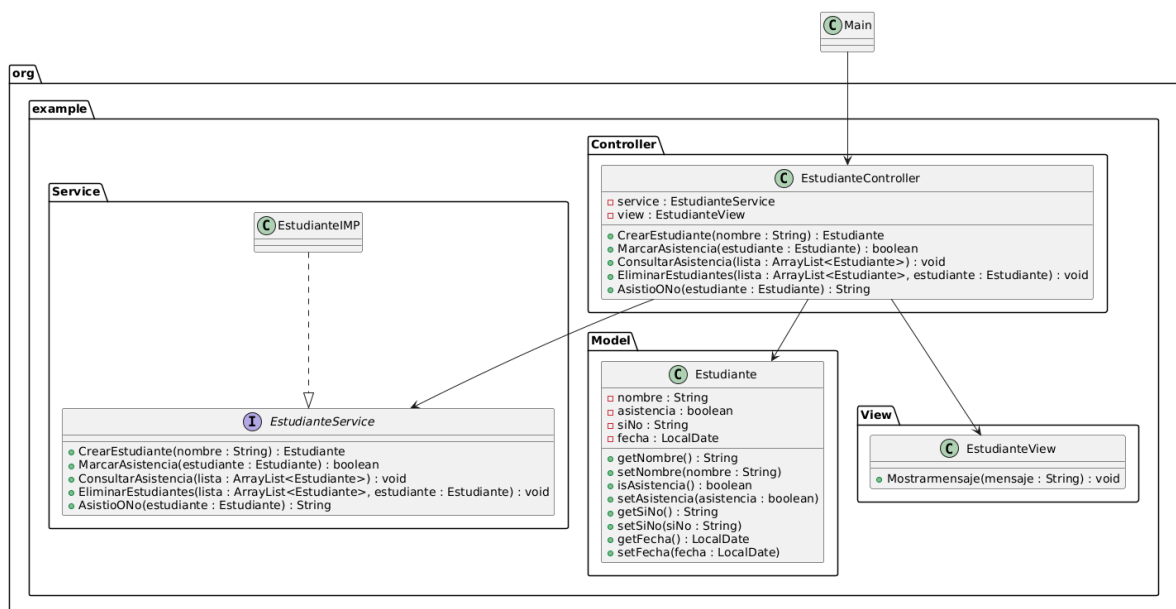 C Main
org
example
Controller
C EstudianteController
service : EstudianteService
view : EstudianteView
CrearEstudiante(nombre : String) : Estudiante
MarcarAsistencia(estudiante : Estudiante) : boolean
ConsultarAsistencia(lista : ArrayList<Estudiante>) : void
EliminarEstudiantes(lista : ArrayList<Estudiante>, estudiante : Estudiante) : void
AsistioONo(estudiante : Estudiante) : String
Service
C EstudianteIMP
I EstudianteService
CrearEstudiante(nombre : String) : Estudiante
MarcarAsistencia(estudiante : Estudiante) : boolean
ConsultarAsistencia(lista : ArrayList<Estudiante>) : void
EliminarEstudiantes(lista : ArrayList<Estudiante>, estudiante : Estudiante) : void
AsistioONo(estudiante : Estudiante) : String
Model
C Estudiante
nombre : String
asistencia : boolean
siNo : String
fecha : LocalDate
getNombre() : String
setNombre(nombre : String)
isAsistencia() : boolean
setAsistencia(asistencia : boolean)
getSiNo() : String
setSiNo(siNo : String)
getFecha() : LocalDate
setFecha(fecha : LocalDate)
View
C EstudianteView
Mostrarmensaje(mensaje : String) : void